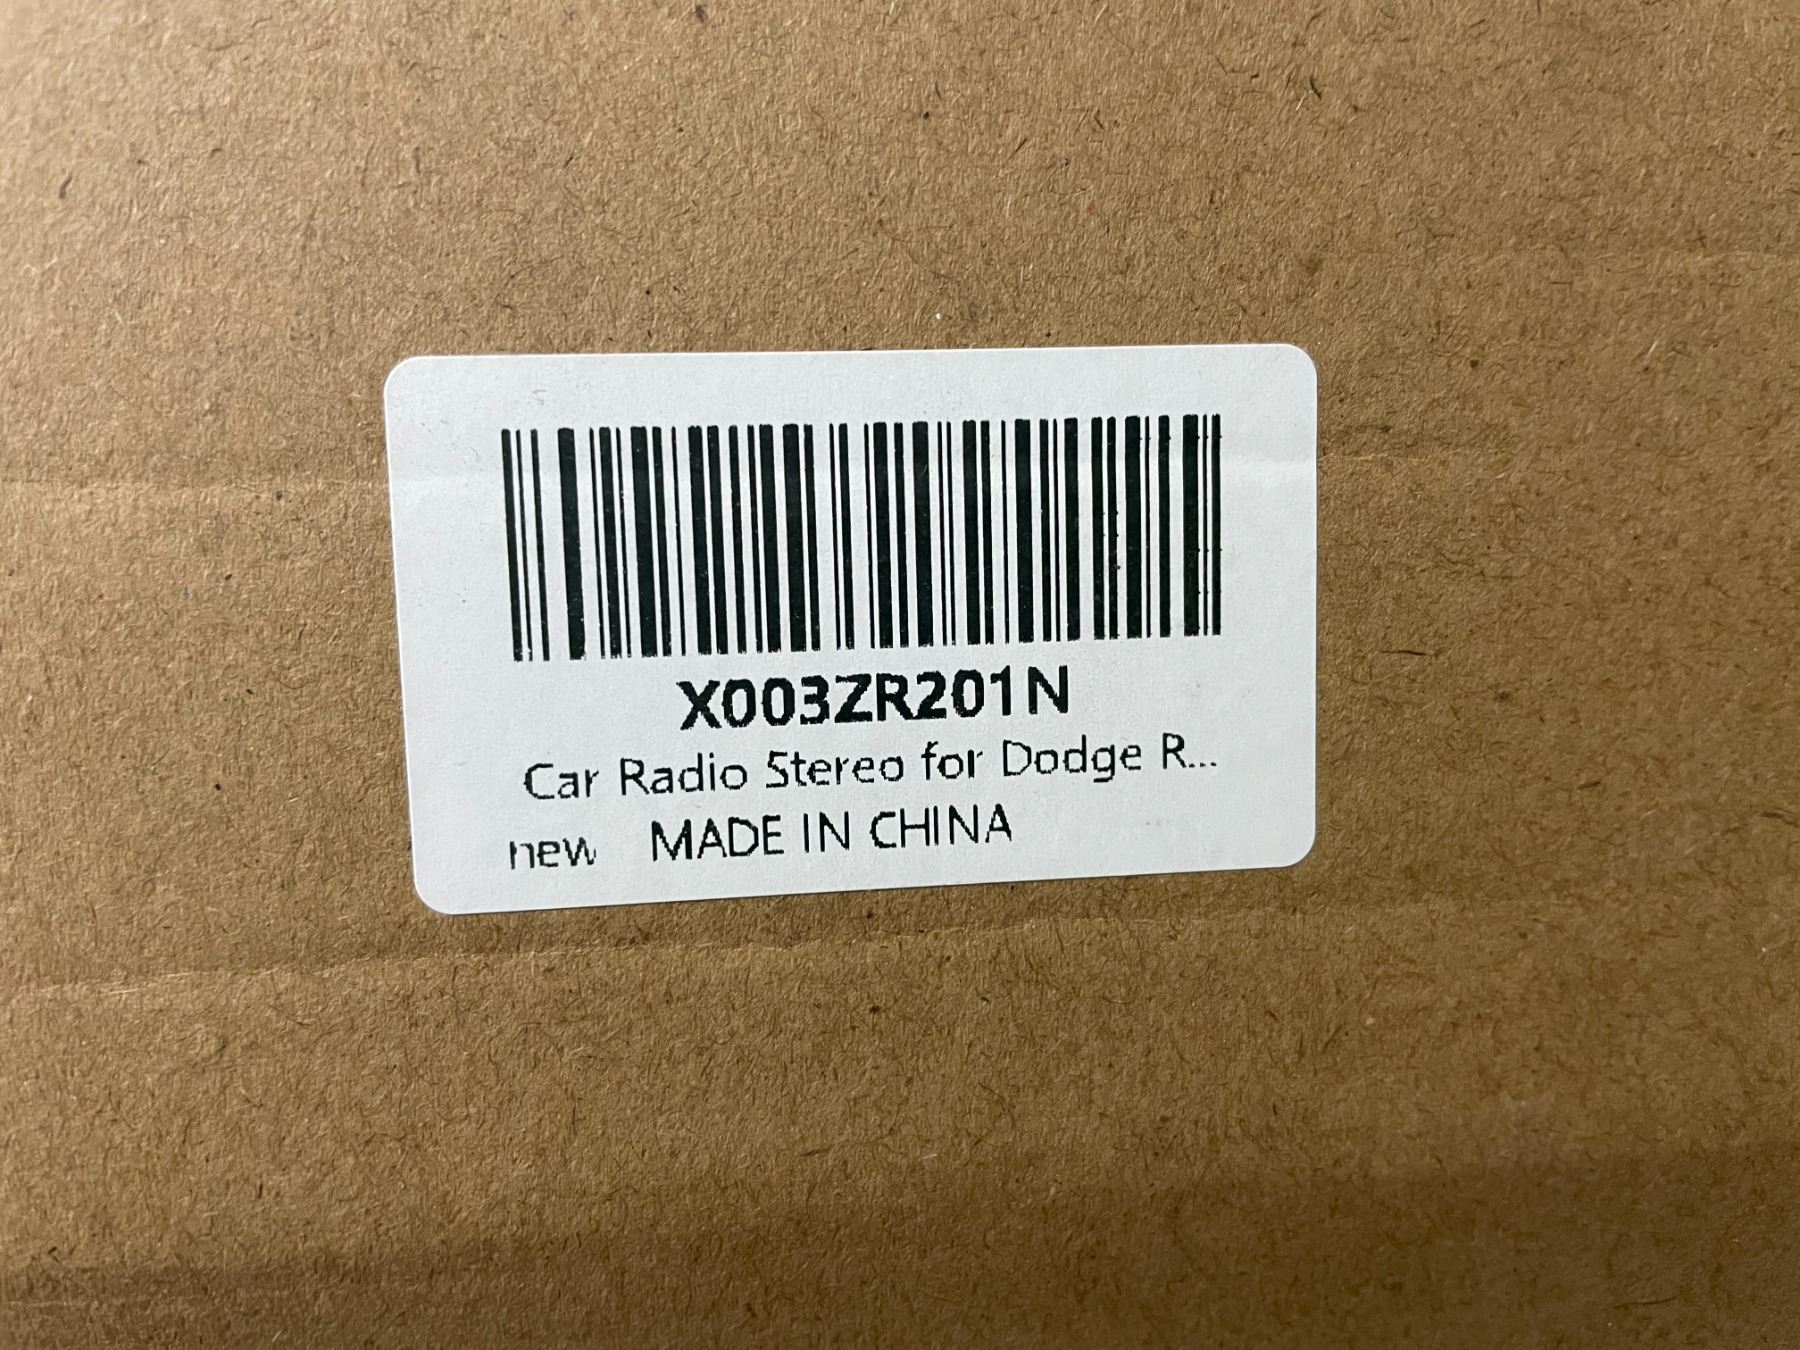 X003ZR201N
Car Radio Stereo for Dodge R...
new MADE IN CHINA